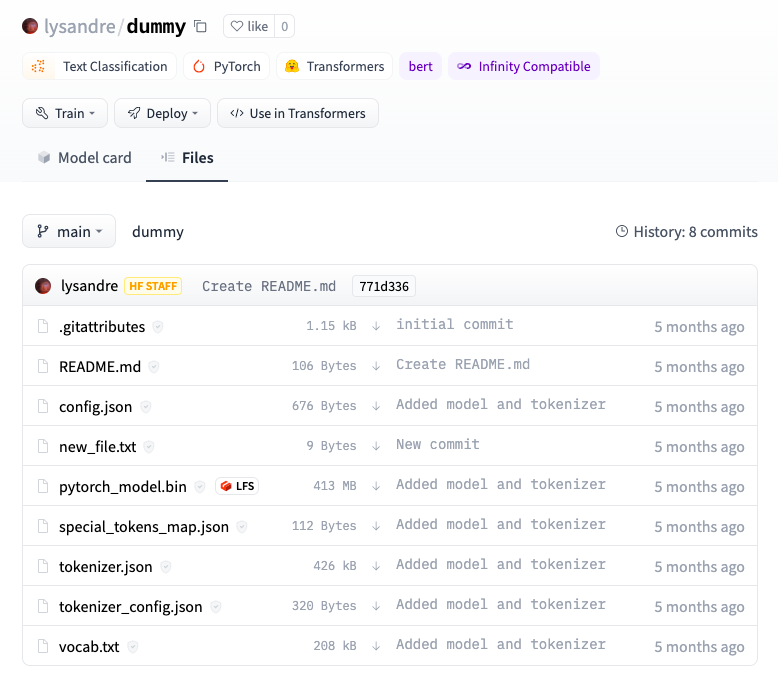 lysandre/dummy like 0
Text Classification PyTorch Transformers bert Infinity Compatible
Train Deploy </> Use in Transformers
Model card Files
main dummy History: 8 commits
lysandre HF STAFF Create README.md 771d336
.gitattributes 1.15 kB initial commit 5 months ago
README.md 106 Bytes Create README.md 5 months ago
config.json 676 Bytes Added model and tokenizer 5 months ago
new_file.txt 9 Bytes New commit 5 months ago
pytorch_model.bin LFS 413 MB Added model and tokenizer 5 months ago
special_tokens_map.json 112 Bytes Added model and tokenizer 5 months ago
tokenizer.json 426 kB Added model and tokenizer 5 months ago
tokenizer_config.json 320 Bytes Added model and tokenizer 5 months ago
vocab.txt 208 kB Added model and tokenizer 5 months ago